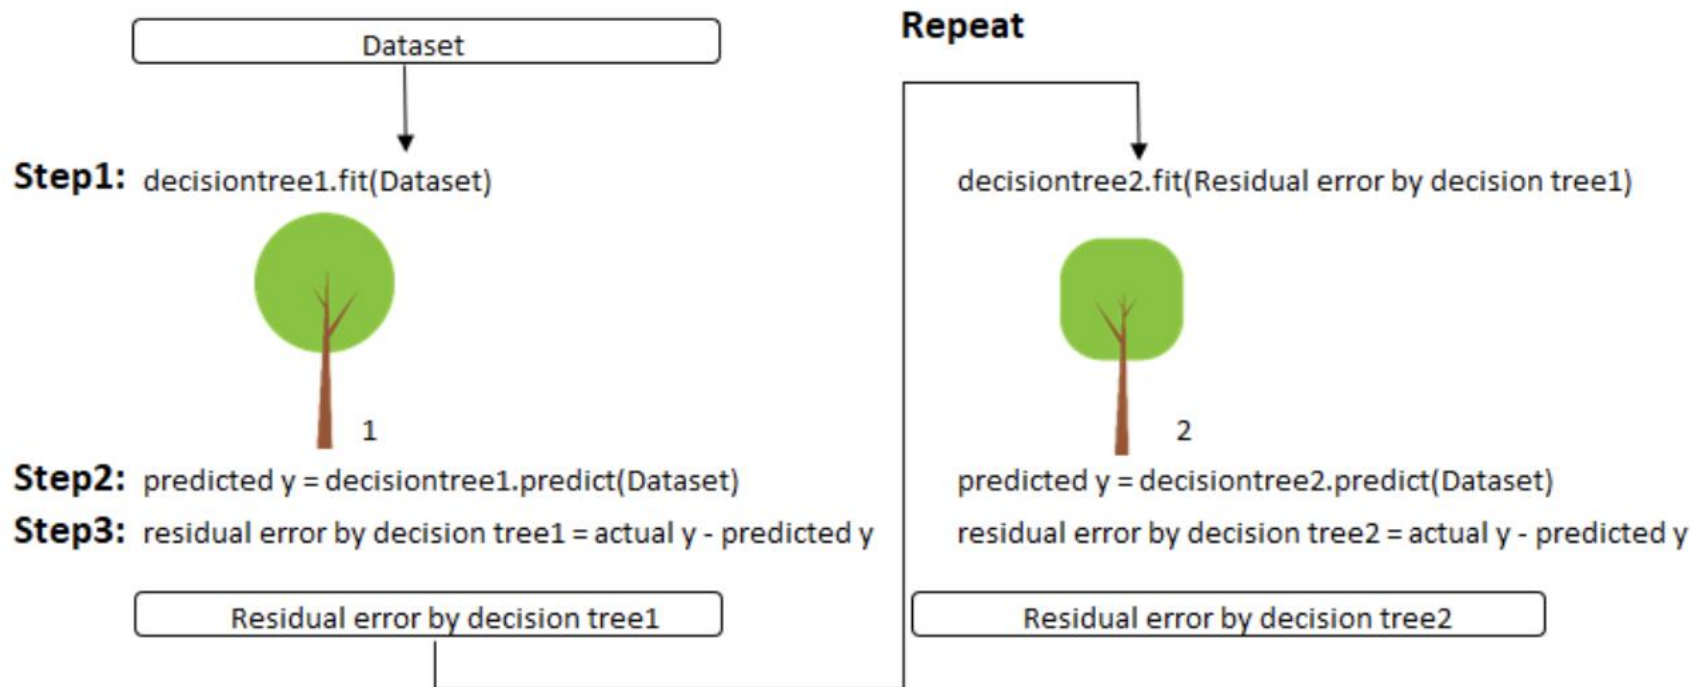 Dataset
Step1: decisiontree1.fit(Dataset)
1
Step2: predicted y = decisiontree1.predict(Dataset)
Step3: residual error by decision tree1 = actual y - predicted y
Residual error by decision tree1
Repeat
decisiontree2.fit(Residual error by decision tree1)
2
predicted y = decisiontree2.predict(Dataset)
residual error by decision tree2 = actual y - predicted y
Residual error by decision tree2